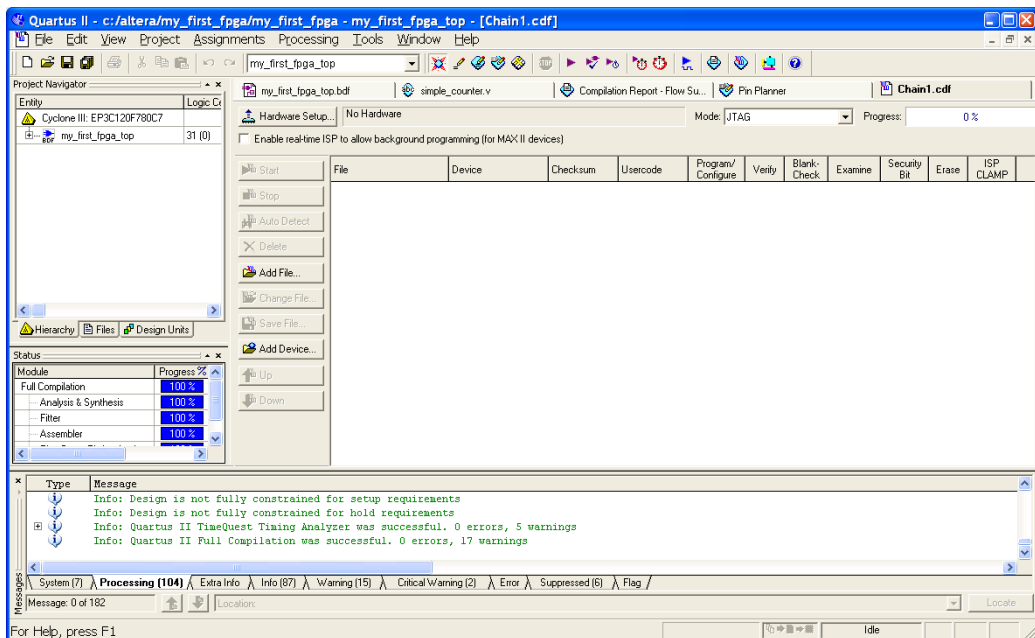 Quartus II - c:/altera/my_first_fpga/my_first_fpga - my_first_fpga_top - [Chain1.cdf]
File Edit View Project Assignments Processing Tools Window Help
my_first_fpga_top
Project Navigator
Entity Logic Ce
Cyclone III: EP3C120F780C7
my_first_fpga_top 31 (0)
Hierarchy Files Design Units
Status
Module Progress %
Full Compilation 100 %
Analysis & Synthesis 100 %
Fitter 100 %
Assembler 100 %
my_first_fpga_top.bdf simple_counter.v Compilation Report - Flow Su... Pin Planner Chain1.cdf
Hardware Setup... No Hardware Mode: JTAG Progress: 0 %
Enable real-time ISP to allow background programming (for MAX II devices)
Start
Stop
Auto Detect
Delete
Add File...
Change File...
Save File...
Add Device...
Up
Down
File Device Checksum Usercode Program/ Configure Verify Blank- Check Examine Security Bit Erase ISP CLAMP
Type Message
Info: Design is not fully constrained for setup requirements
Info: Design is not fully constrained for hold requirements
Info: Quartus II TimeQuest Timing Analyzer was successful. 0 errors, 5 warnings
Info: Quartus II Full Compilation was successful. 0 errors, 17 warnings
System (7) Processing (104) Extra Info Info (87) Warning (15) Critical Warning (2) Error Suppressed (6) Flag
Messages
Message: 0 of 182 Location: Locate
For Help, press F1 Idle